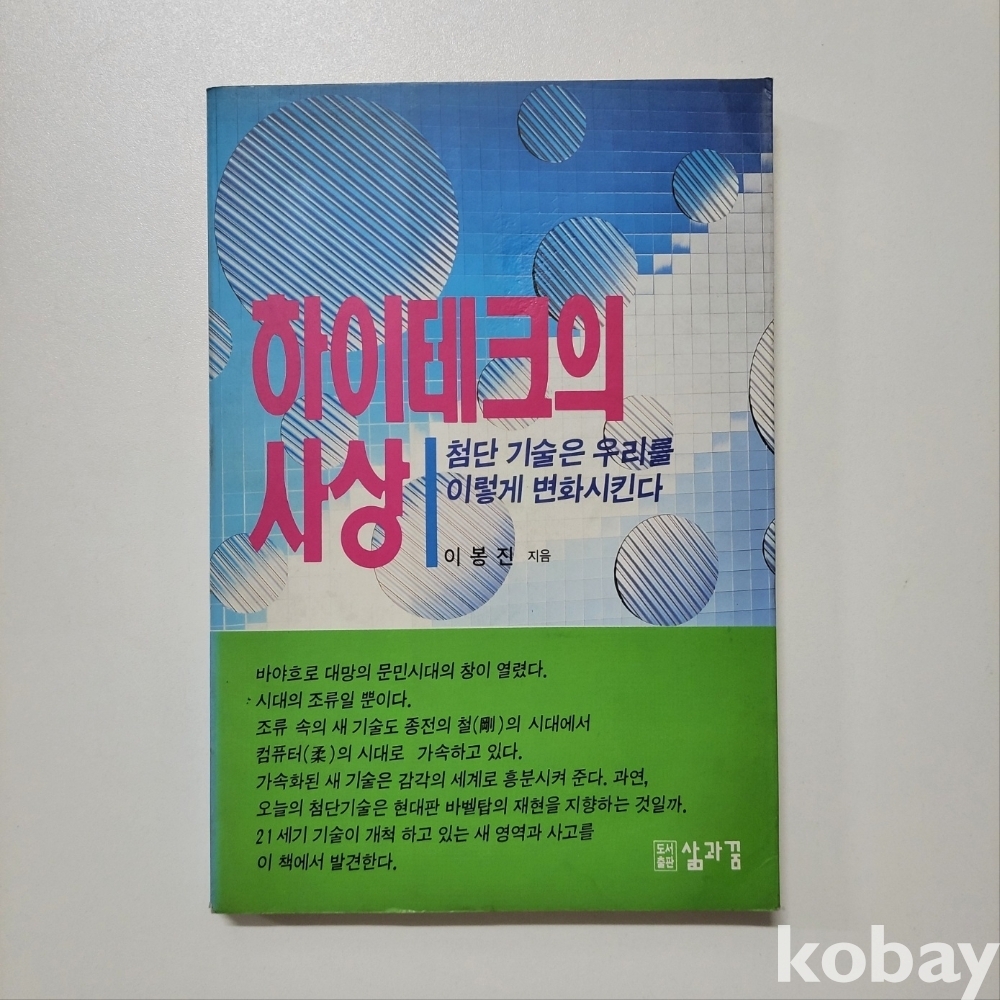 하이테크의
사상
첨단 기술은 우리를
이렇게 변화시킨다
이 봉 진 지음
바야흐로 대망의 문민시대의 창이 열렸다.
시대의 조류일 뿐이다.
조류 속의 새 기술도 종전의 철(剛)의 시대에서
컴퓨터(柔)의 시대로 가속하고 있다.
가속화된 새 기술은 감각의 세계로 흥분시켜 준다. 과연,
오늘의 첨단기술은 현대판 바벨탑의 재현을 지향하는 것일까.
21세기 기술이 개척 하고 있는 새 영역과 사고를
이 책에서 발견한다.
도서
출판
삶과꿈
kobay